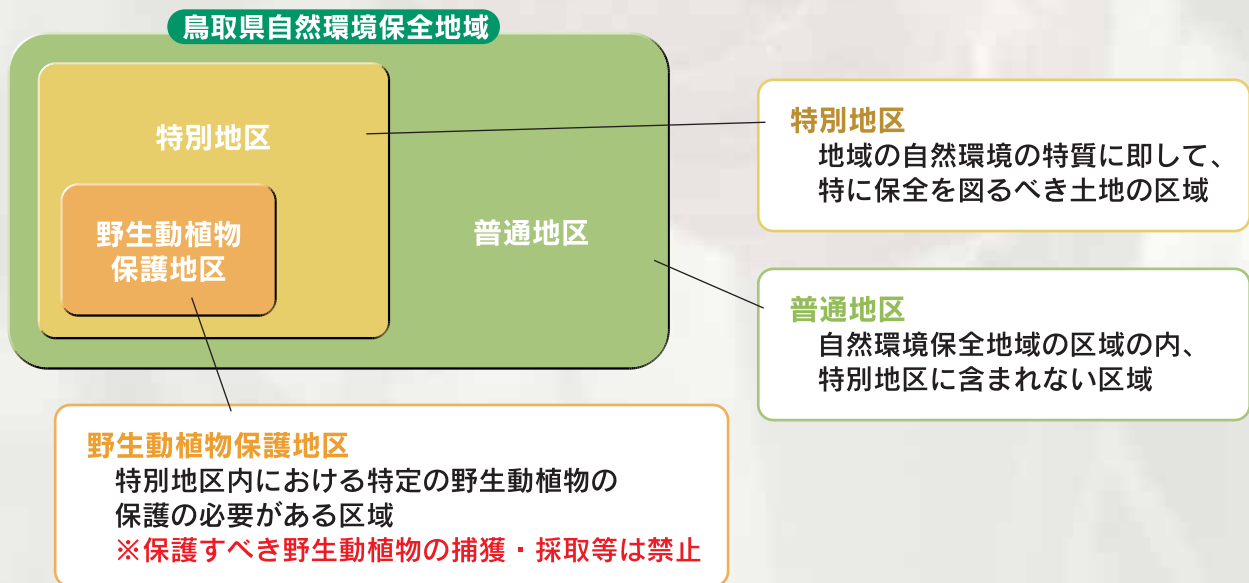 鳥取県自然環境保全地域
特別地区
野生動植物
保護地区
普通地区
特別地区
地域の自然環境の特質に即して、
特に保全を図るべき土地の区域
普通地区
自然環境保全地域の区域の内、
特別地区に含まれない区域
野生動植物保護地区
特別地区内における特定の野生動植物の
保護の必要がある区域
※保護すべき野生動植物の捕獲・採取等は禁止